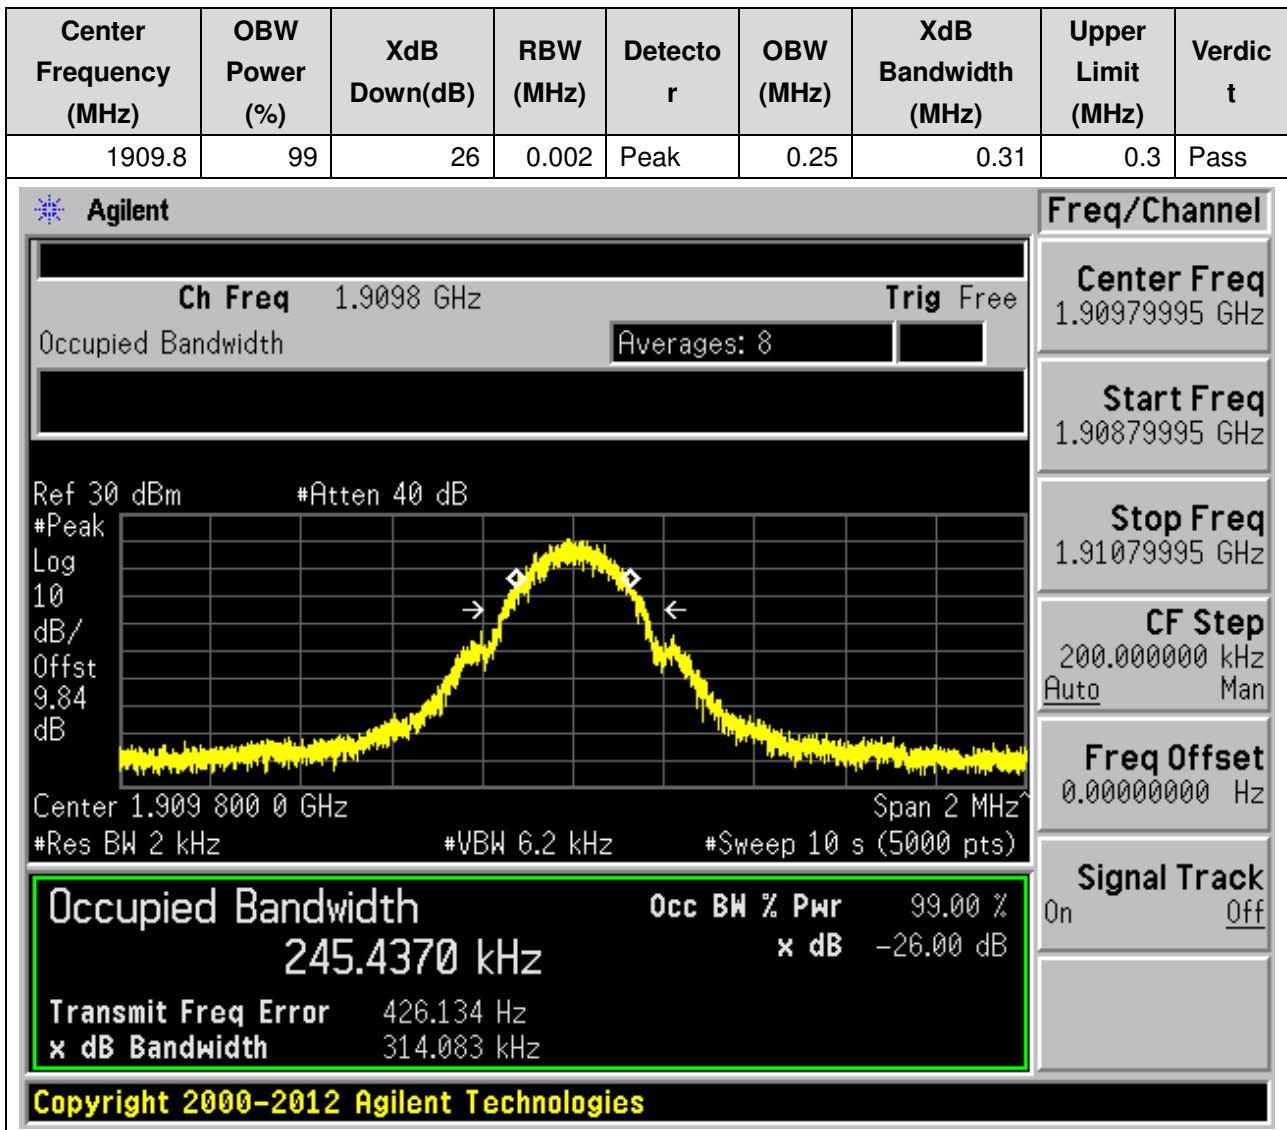 Center Frequency (MHz) OBW Power (%) XdB Down(dB) RBW (MHz) Detecto r OBW (MHz) XdB Bandwidth (MHz) Upper Limit (MHz) Verdic t
1909.8 99 26 0.002 Peak 0.25 0.31 0.3 Pass
Agilent
Freq/Channel
Ch Freq 1.9098 GHz Trig Free
Occupied Bandwidth Averages: 8
Center Freq
1.90979995 GHz
Start Freq
1.90879995 GHz
Stop Freq
1.91079995 GHz
CF Step
200.000000 kHz
Auto Man
Freq Offset
0.00000000 Hz
Signal Track
On Off
Ref 30 dBm #Atten 40 dB
#Peak
Log
10
dB/
Offst
9.84
dB
Center 1.909 800 0 GHz Span 2 MHz^
#Res BW 2 kHz #VBW 6.2 kHz #Sweep 10 s (5000 pts)
Occupied Bandwidth Occ BW % Pwr 99.00 %
245.4370 kHz x dB -26.00 dB
Transmit Freq Error 426.134 Hz
x dB Bandwidth 314.083 kHz
Copyright 2000-2012 Agilent Technologies